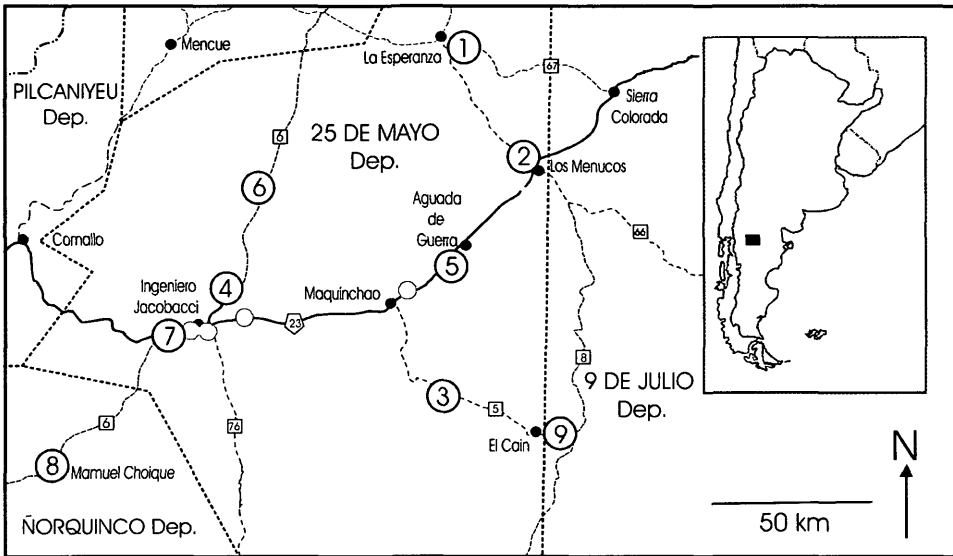 Mencue
La Esperanza
1
67
PILCANIYEU
Dep.
Sierra
Colorada
25 DE MAYO
Dep.
6
2
Los Menucos
6
Aguada
de
Guerra
66
Comallo
5
Ingeniero
Jacobacci
4
Maquinchao
7
23
8
9 DE JULIO
Dep.
3
5
6
76
El Cain
9
N
8
Mamuel Choique
50 km
ÑORQUINCO Dep.